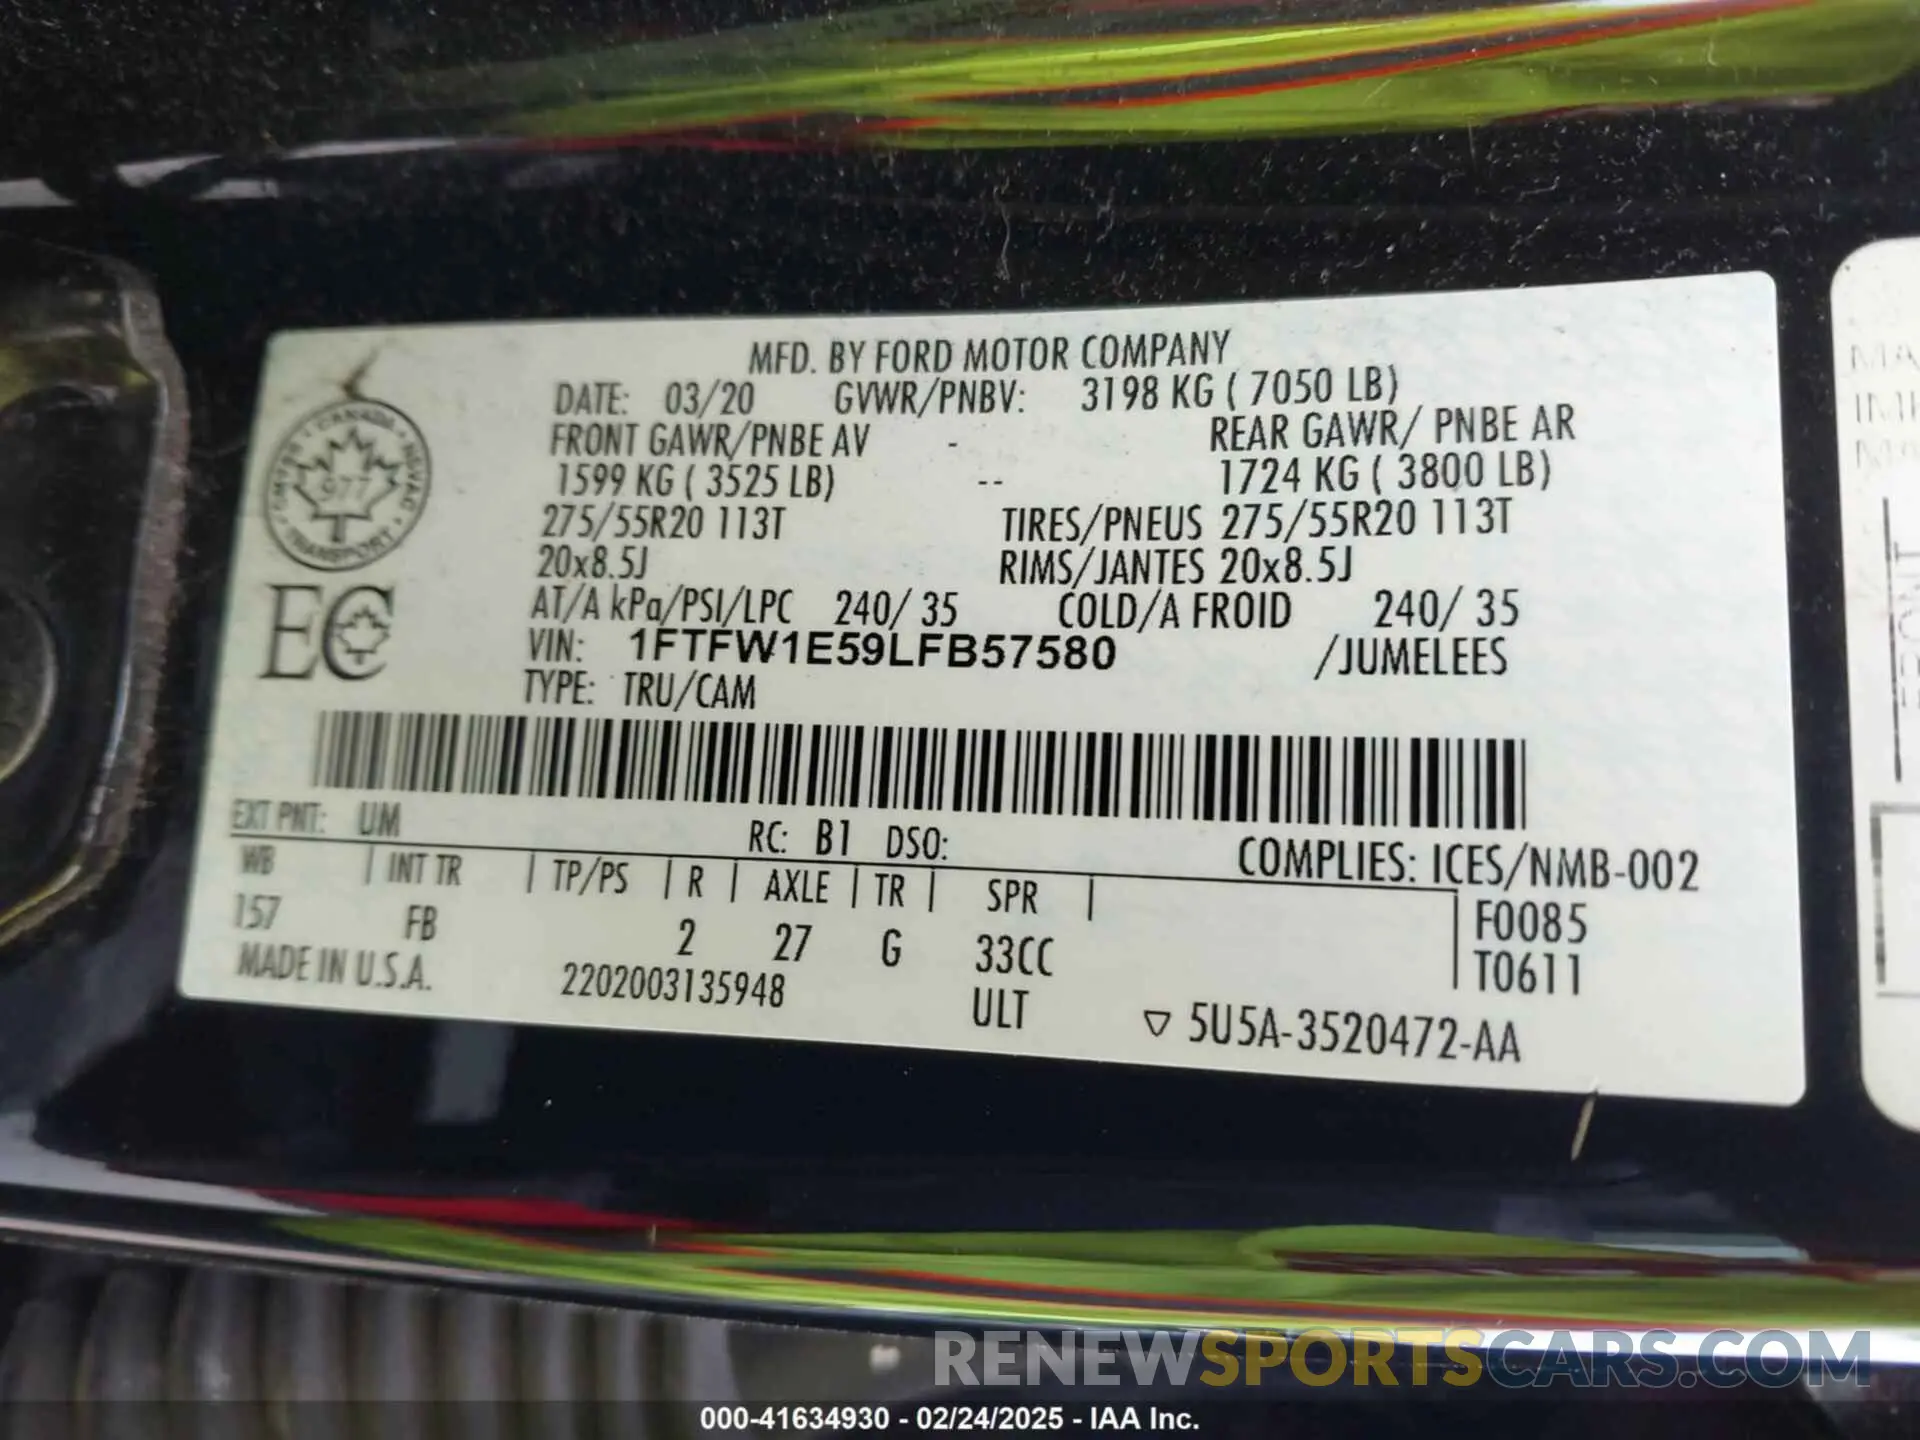 MFD. BY FORD MOTOR COMPANY
DATE: 03/20 GVWR/PNBV: 3198 KG ( 7050 LB)
FRONT GAWR/PNBE AV - REAR GAWR/ PNBE AR
1599 KG ( 3525 LB) -- 1724 KG ( 3800 LB)
275/55R20 113T TIRES/PNEUS 275/55R20 113T
20x8.5J RIMS/JANTES 20x8.5J
AT/A kPa/PSI/LPC 240/ 35 COLD/A FROID 240/ 35
VIN: 1FTFW1E59LFB57580 /JUMELEES
TYPE: TRU/CAM
CANADA
1977
TRANSPORT
EC
EXT PNT: UM RC: B1 DSO: COMPLIES: ICES/NMB-002
WB | INT TR | TP/PS | R | AXLE | TR | SPR |
157 FB 2 27 G 33CC
F0085
T0611
MADE IN U.S.A. 2202003135948 ULT ▽ 5U5A-3520472-AA
RENEWSPORTSCARS.COM
000-41634930 - 02/24/2025 - IAA Inc.